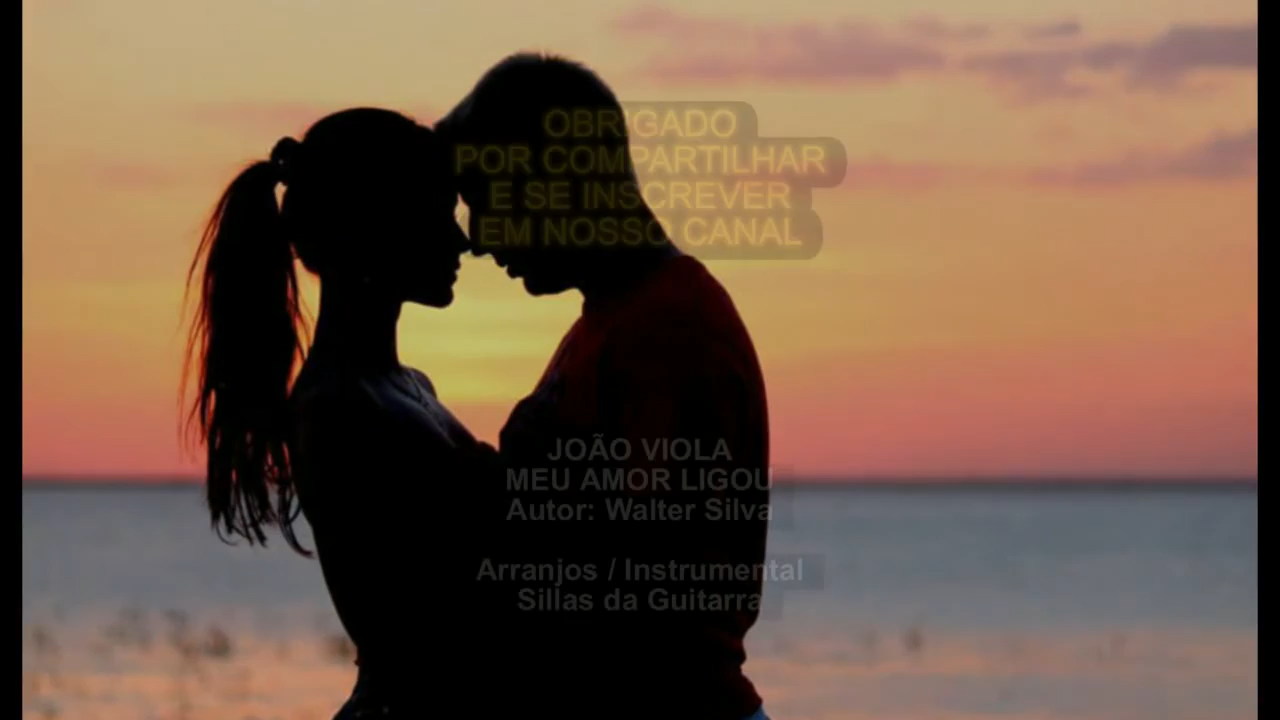 OBRIGADO
POR COMPARTILHAR
E SE INSCREVER
EM NOSSO CANAL
JOÃO VIOLA
MEU AMOR LIGOU
Autor: Walter Silva
Arranjos / Instrumental
Sillas da Guitarra